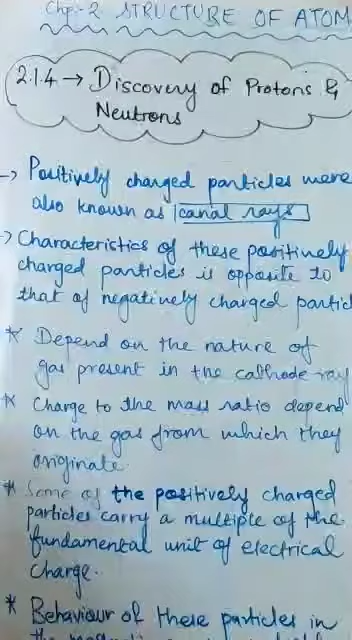 Chp-2 STRUCTURE OF ATOM
2.1.4 → Discovery of Protons &
Neutrons
→ Positively charged particles were
also known as canal rays
→ Characteristics of these positively
charged particles is opposite to
that of negatively charged partic
* Depend on the nature of
gas present in the cathode ray
* Charge to the mass ratio depend
on the gas from which they
originate.
* Some of the positively charged
particles carry a multiple of the
fundamental unit of electrical
charge.
* Behaviour of these particles in
the